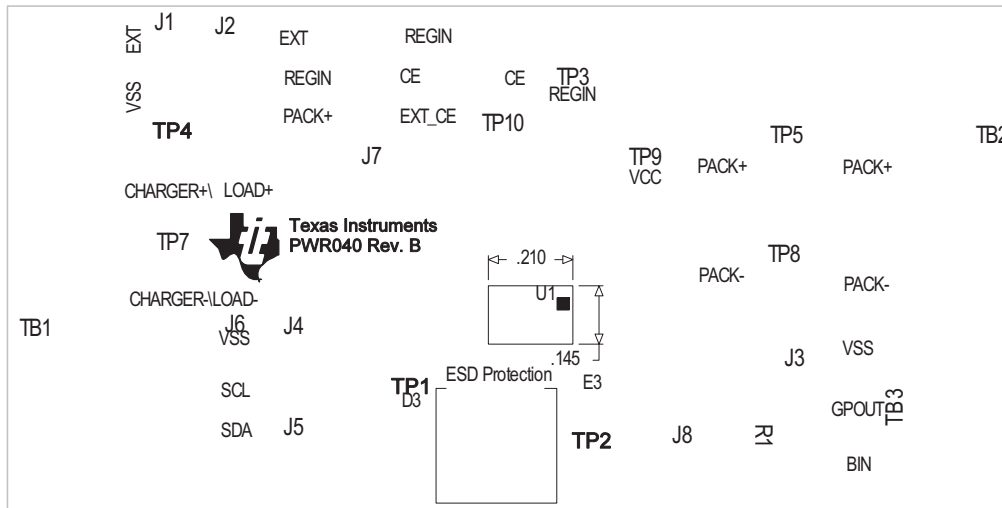 J1
J2
EXT
EXT
REGIN
REGIN
CE
CE
TP3
REGIN
VSS
PACK+
EXT_CE
TP10
TP4
TP5
TB2
J7
TP9
VCC
PACK+
PACK+
CHARGER+\ LOAD+
Texas Instruments
PWR040 Rev. B
TP7
ti
.210
TP8
PACK-
PACK-
CHARGER-\LOAD-
U1
TB1
J6
J4
VSS
.145
J3
VSS
ESD Protection
E3
TP1
D3
SCL
GPOUT
TB3
SDA
J5
TP2
J8
R1
BIN